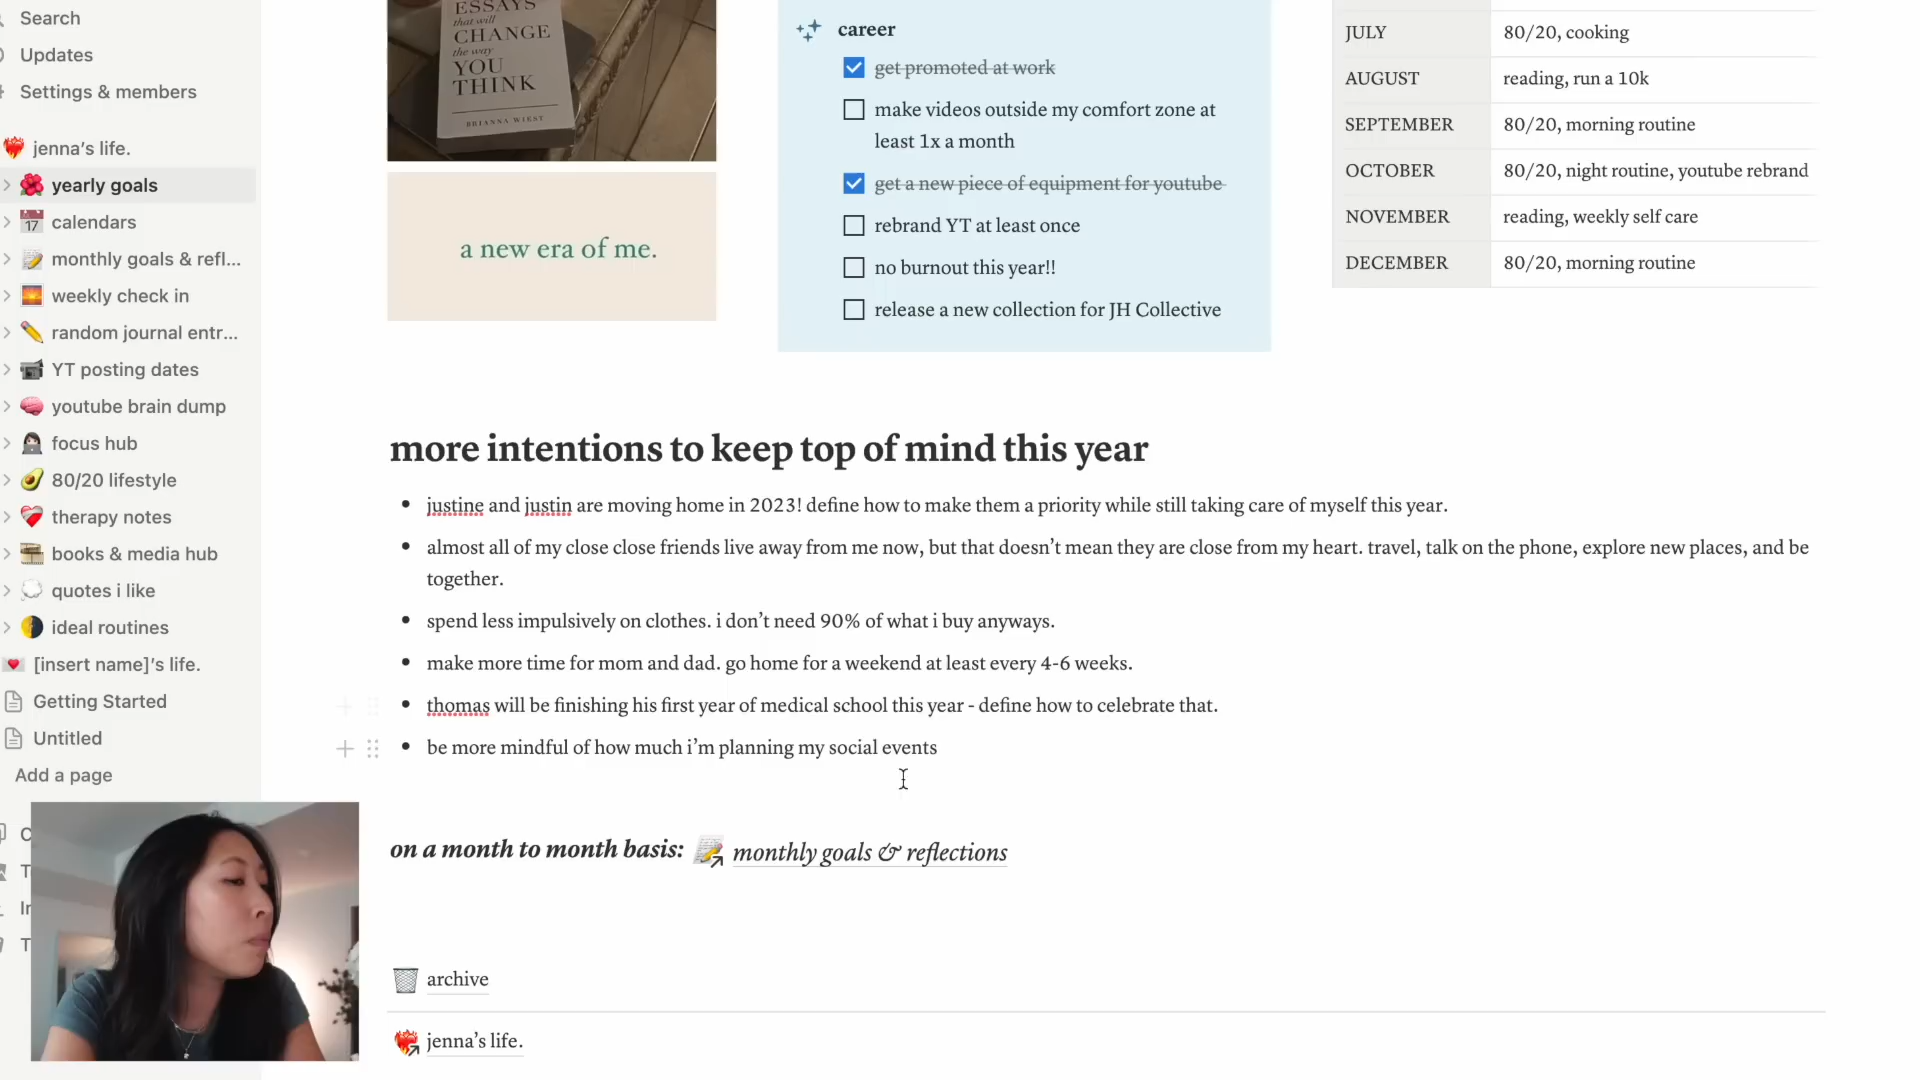 Search
Updates
Settings & members
jenna's life.
yearly goals
calendars
monthly goals & refl...
weekly check in
random journal entr...
YT posting dates
youtube brain dump
focus hub
80/20 lifestyle
therapy notes
books & media hub
quotes i like
ideal routines
[insert name]'s life.
Getting Started
Untitled
Add a page
ESSAYS
that will
CHANGE
the way
YOU
THINK
BRIANNA WIEST
a new era of me.
career
get promoted at work
make videos outside my comfort zone at
least 1x a month
get a new piece of equipment for youtube
rebrand YT at least once
no burnout this year!!
release a new collection for JH Collective
JULY 80/20, cooking
AUGUST reading, run a 10k
SEPTEMBER 80/20, morning routine
OCTOBER 80/20, night routine, youtube rebrand
NOVEMBER reading, weekly self care
DECEMBER 80/20, morning routine
more intentions to keep top of mind this year
justine and justin are moving home in 2023! define how to make them a priority while still taking care of myself this year.
almost all of my close close friends live away from me now, but that doesn't mean they are close from my heart. travel, talk on the phone, explore new places, and be
together.
spend less impulsively on clothes. i don't need 90% of what i buy anyways.
make more time for mom and dad. go home for a weekend at least every 4-6 weeks.
thomas will be finishing his first year of medical school this year - define how to celebrate that.
be more mindful of how much i'm planning my social events
on a month to month basis: monthly goals & reflections
archive
jenna's life.